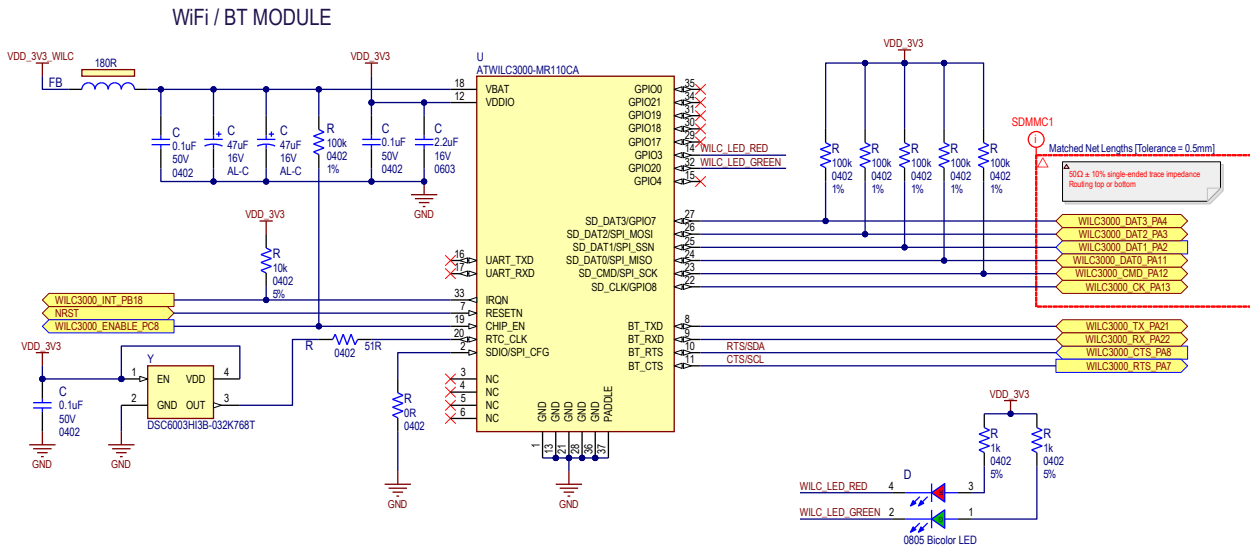 WiFi / BT MODULE
VDD_3V3_WILC
180R
FB
VDD_3V3
C
0.1uF
50V
0402
C
47uF
16V
AL-C
C
47uF
16V
AL-C
R
100k
0402
1%
C
0.1uF
50V
0402
C
2.2uF
16V
0603
GND
U
ATWILC3000-MR110CA
18 VBAT
12 VDDIO
16 UART_TXD
17 UART_RXD
33 IRQN
7 RESETN
19 CHIP_EN
20 RTC_CLK
2 SDIO/SPI_CFG
3 NC
4 NC
5 NC
6 NC
GPIO0 35
GPIO21 34
GPIO19 31
GPIO18 30
GPIO17 29
GPIO3 14 WILC_LED_RED
GPIO20 32 WILC_LED_GREEN
GPIO4 15
SD_DAT3/GPIO7 27
SD_DAT2/SPI_MOSI 26
SD_DAT1/SPI_SSN 25
SD_DAT0/SPI_MISO 24
SD_CMD/SPI_SCK 23
SD_CLK/GPIO8 22
BT_TXD 8
BT_RXD 9
BT_RTS 10 RTS/SDA
BT_CTS 11 CTS/SCL
GND GND GND GND GND PADDLE
1 13 21 28 36 37
GND
VDD_3V3
R
10k
0402
5%
WILC3000_INT_PB18
NRST
WILC3000_ENABLE_PC8
R 0402 51R
R
0R
0402
GND
VDD_3V3
C
0.1uF
50V
0402
GND
Y
1 EN VDD 4
2 GND OUT 3
DSC6003HI3B-032K768T
GND
VDD_3V3
R
100k
0402
1%
R
100k
0402
1%
R
100k
0402
1%
R
100k
0402
1%
R
100k
0402
1%
SDMMC1
i
Matched Net Lengths [Tolerance = 0.5mm]
50Ω ± 10% single-ended trace impedance
Routing top or bottom
WILC3000_DAT3_PA4
WILC3000_DAT2_PA3
WILC3000_DAT1_PA2
WILC3000_DAT0_PA11
WILC3000_CMD_PA12
WILC3000_CK_PA13
WILC3000_TX_PA21
WILC3000_RX_PA22
WILC3000_CTS_PA8
WILC3000_RTS_PA7
VDD_3V3
R
1k
0402
5%
R
1k
0402
5%
D
WILC_LED_RED 4 3
WILC_LED_GREEN 2 1
0805 Bicolor LED